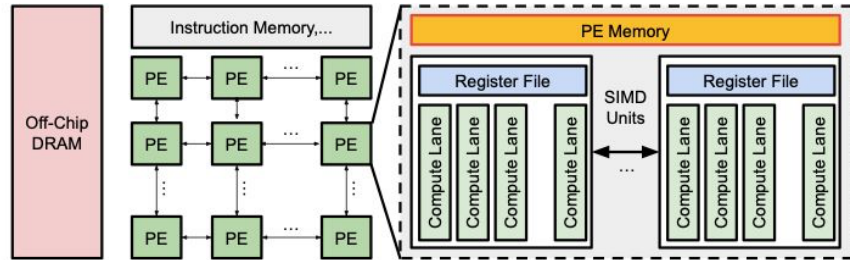 Off-Chip
DRAM
Instruction Memory,...
PE
PE
...
PE
PE
PE
...
PE
...
...
...
PE
PE
...
PE
PE Memory
Register File
Compute Lane
Compute Lane
Compute Lane
Compute Lane
SIMD
Units
...
Register File
Compute Lane
Compute Lane
Compute Lane
Compute Lane